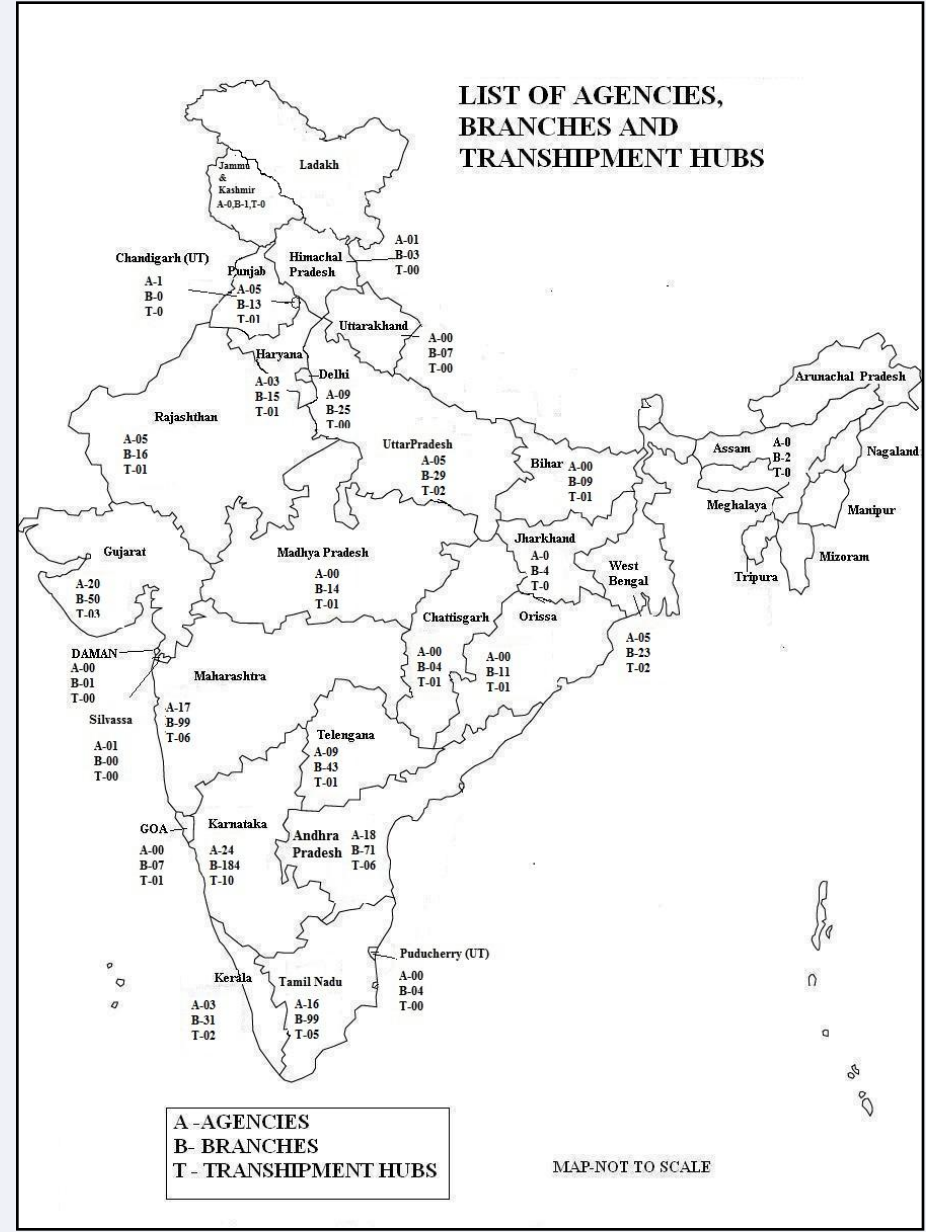 LIST OF AGENCIES,
BRANCHES AND
TRANSHIPMENT HUBS
Ladakh
Jammu
&
Kashmir
A-0,B-1,T-0
Himachal
Pradesh
A-01
B-03
T-00
Chandigarh (UT)
A-1
B-0
T-0
Punjab
A-05
B-13
T-01
Uttarakhand
A-00
B-07
T-00
Haryana
A-03
B-15
T-01
Delhi
A-09
B-25
T-00
Rajashthan
A-05
B-16
T-01
UttarPradesh
A-05
B-29
T-02
Bihar
A-00
B-09
T-01
Arunachal Pradesh
Assam
A-0
B-2
T-0
Nagaland
Meghalaya
Manipur
Mizoram
Tripura
Gujarat
A-20
B-50
T-03
Madhya Pradesh
A-00
B-14
T-01
Jharkhand
A-0
B-4
T-0
West
Bengal
A-05
B-23
T-02
Chattisgarh
A-00
B-04
T-01
Orissa
A-00
B-11
T-01
DAMAN
A-00
B-01
T-00
Silvassa
A-01
B-00
T-00
Maharashtra
A-17
B-99
T-06
Telengana
A-09
B-43
T-01
GOA
A-00
B-07
T-01
Karnataka
A-24
B-184
T-10
Andhra
Pradesh
A-18
B-71
T-06
Puducherry (UT)
A-00
B-04
T-00
Kerala
A-03
B-31
T-02
Tamil Nadu
A-16
B-99
T-05
A -AGENCIES
B- BRANCHES
T - TRANSHIPMENT HUBS
MAP-NOT TO SCALE